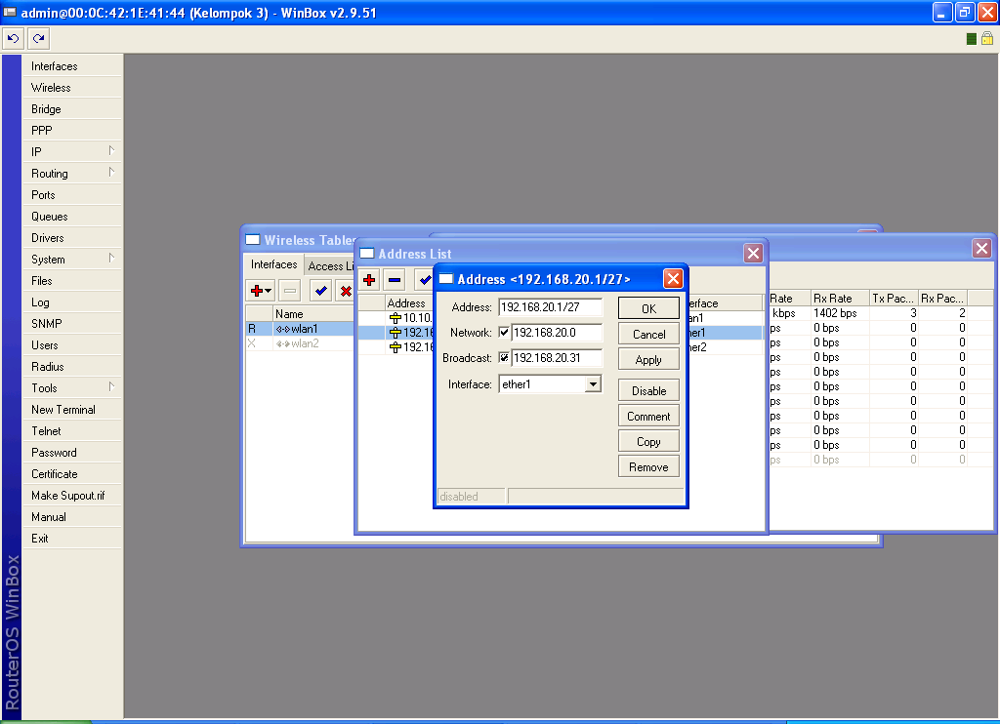 admin@00:0C:42:1E:41:44 (Kelompok 3) - WinBox v2.9.51
Interfaces
Wireless
Bridge
PPP
IP
Routing
Ports
Queues
Drivers
System
Files
Log
SNMP
Users
Radius
Tools
New Terminal
Telnet
Password
Certificate
Make Supout.rif
Manual
Exit
RouterOS WinBox
Wireless Table
Interfaces
Access Li
Name
R wlan1
X wlan2
Address List
Address
10.10.
192.16
192.16
erface
an1
her1
her2
Address <192.168.20.1/27>
Address: 192.168.20.1/27
Network: 192.168.20.0
Broadcast: 192.168.20.31
Interface: ether1
OK
Cancel
Apply
Disable
Comment
Copy
Remove
disabled
Rate Rx Rate Tx Pac... Rx Pac...
kbps 1402 bps 3 2
ps 0 bps 0 0
ps 0 bps 0 0
ps 0 bps 0 0
ps 0 bps 0 0
ps 0 bps 0 0
ps 0 bps 0 0
ps 0 bps 0 0
ps 0 bps 0 0
ps 0 bps 0 0
ps 0 bps 0 0